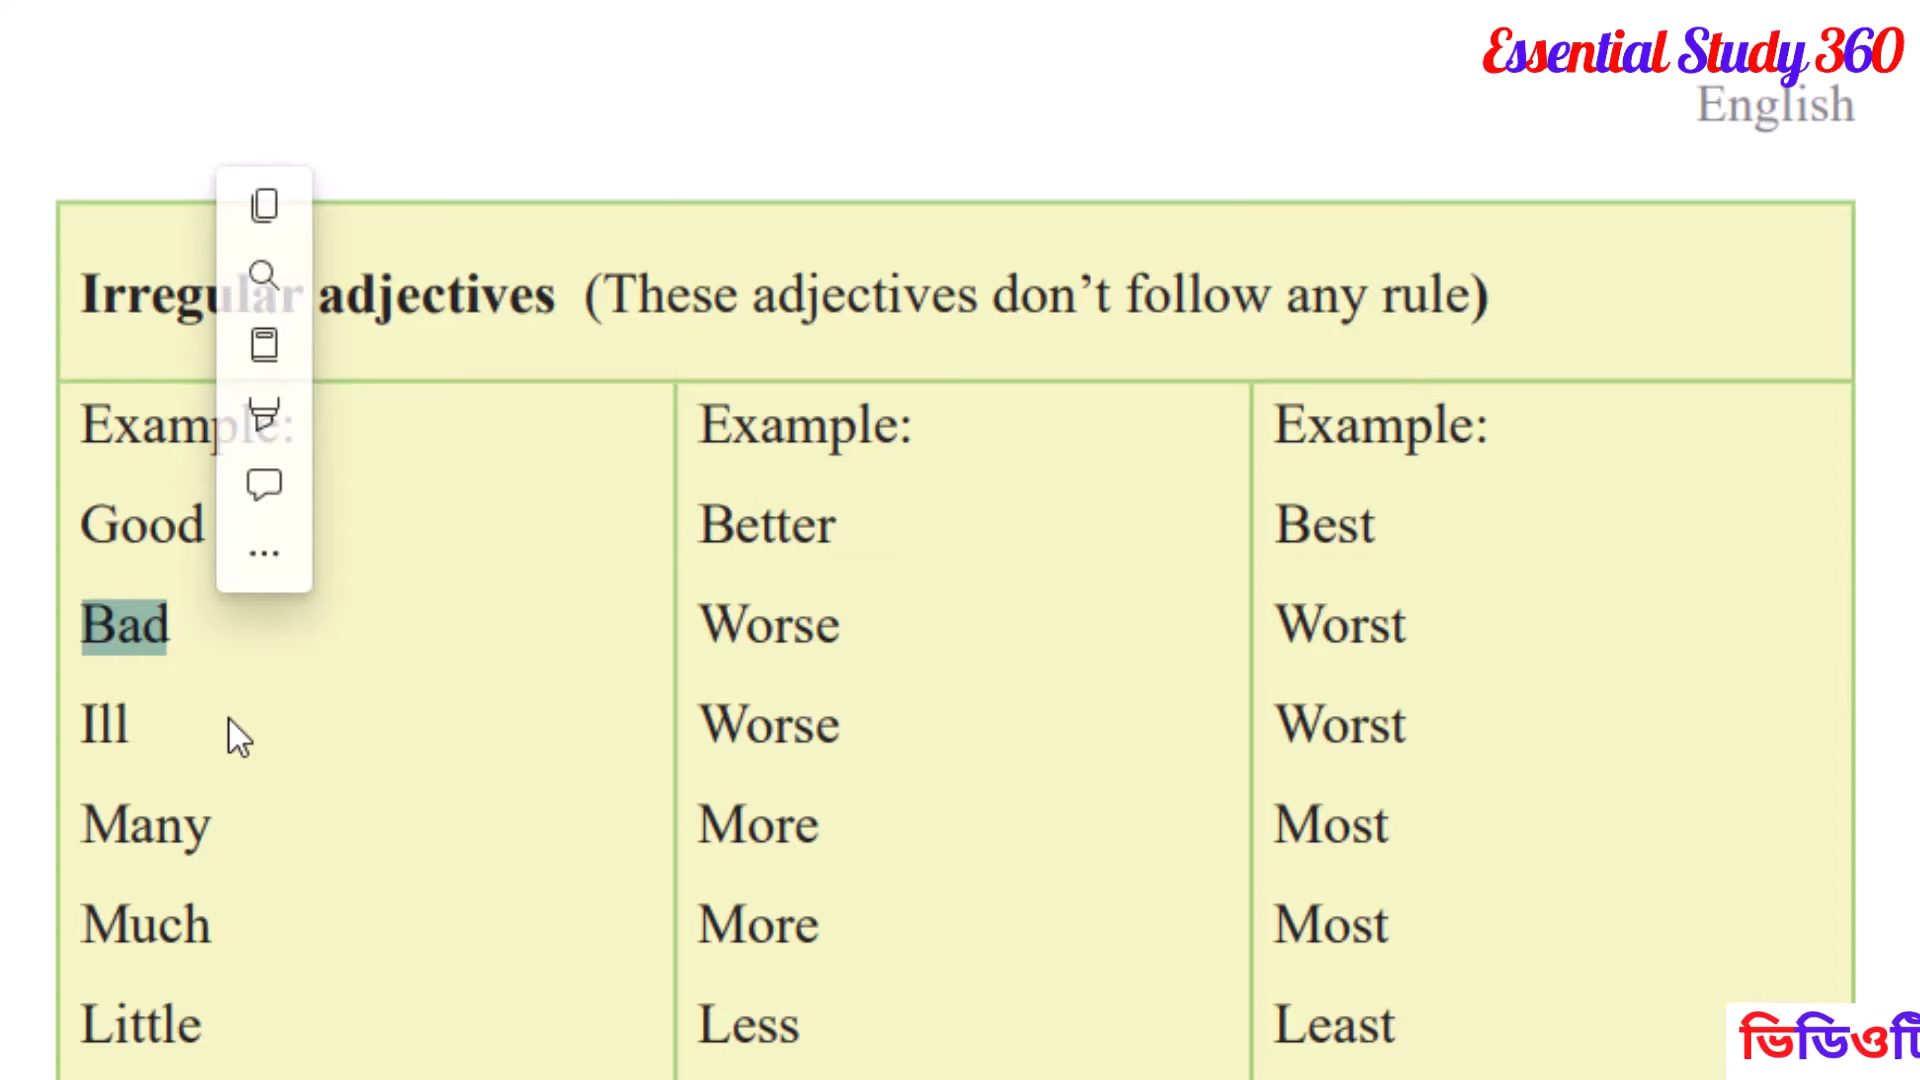 Essential Study 360
English
Irregular adjectives (These adjectives don’t follow any rule)
Example: Example: Example:
Good Better Best
Bad Worse Worst
Ill Worse Worst
Many More Most
Much More Most
Little Less Least